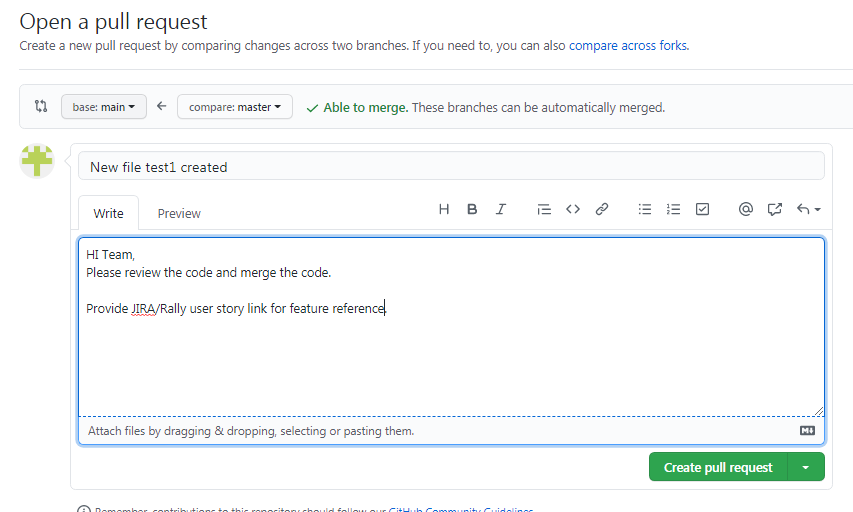 Open a pull request
Create a new pull request by comparing changes across two branches. If you need to, you can also compare across forks.
base: main compare: master Able to merge. These branches can be automatically merged.
New file test1 created
Write Preview H B I @
HI Team,
Please review the code and merge the code.
Provide JIRA/Rally user story link for feature reference.
Attach files by dragging & dropping, selecting or pasting them.
Create pull request
Remember, contributions to this repository should follow our GitHub Community Guidelines.